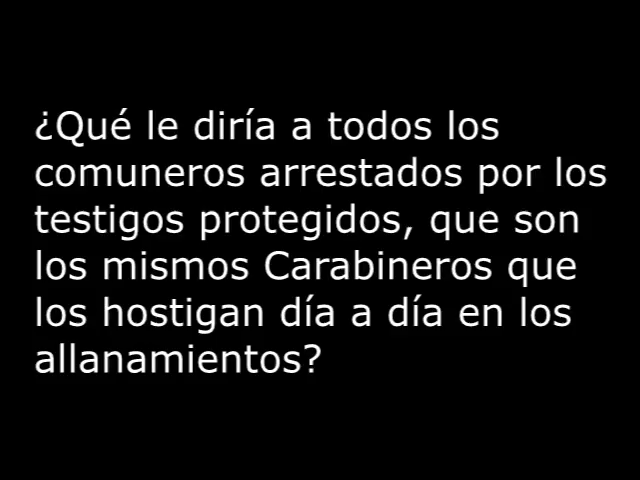 ¿Qué le diría a todos los
comuneros arrestados por los
testigos protegidos, que son
los mismos Carabineros que
los hostigan día a día en los
allanamientos?